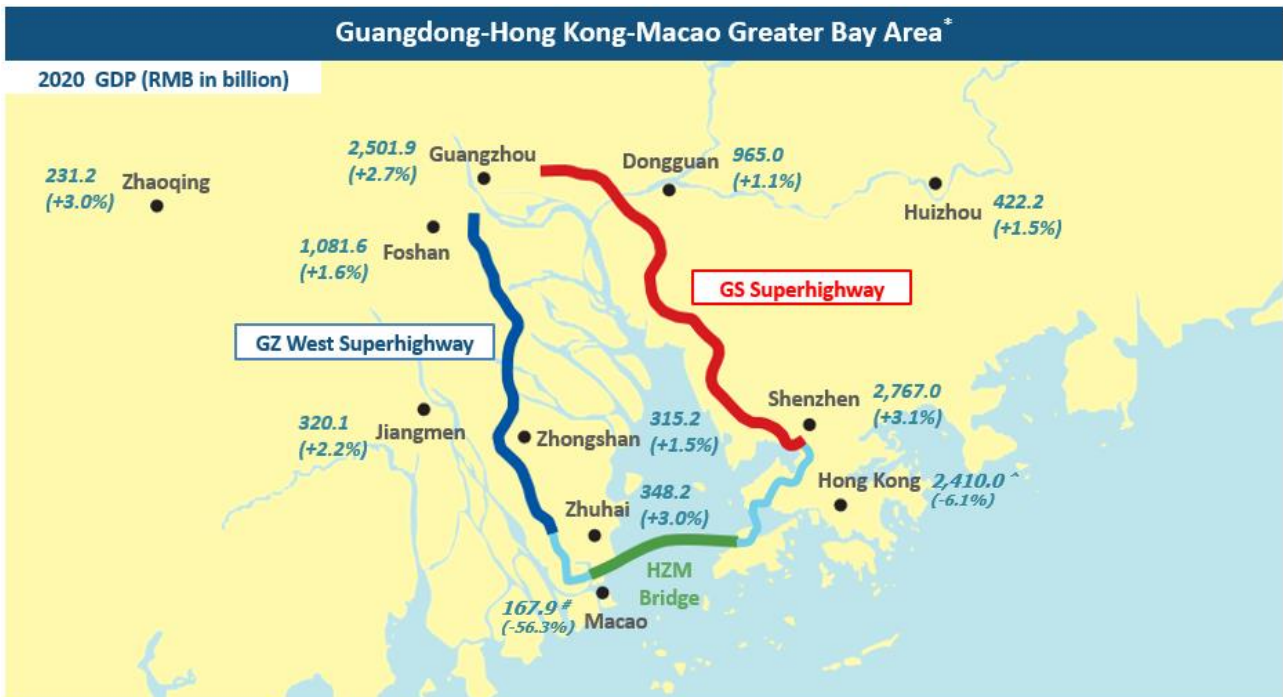 Guangdong-Hong Kong-Macao Greater Bay Area*
2020 GDP (RMB in billion)
2,501.9
(+2.7%)
Guangzhou
Dongguan
965.0
(+1.1%)
231.2
(+3.0%)
Zhaoqing
Huizhou
422.2
(+1.5%)
1,081.6
(+1.6%)
Foshan
GS Superhighway
GZ West Superhighway
Shenzhen
2,767.0
(+3.1%)
320.1
(+2.2%)
Jiangmen
Zhongshan
315.2
(+1.5%)
Hong Kong
2,410.0 ^
(-6.1%)
Zhuhai
348.2
(+3.0%)
HZM
Bridge
167.9 #
(-56.3%)
Macao